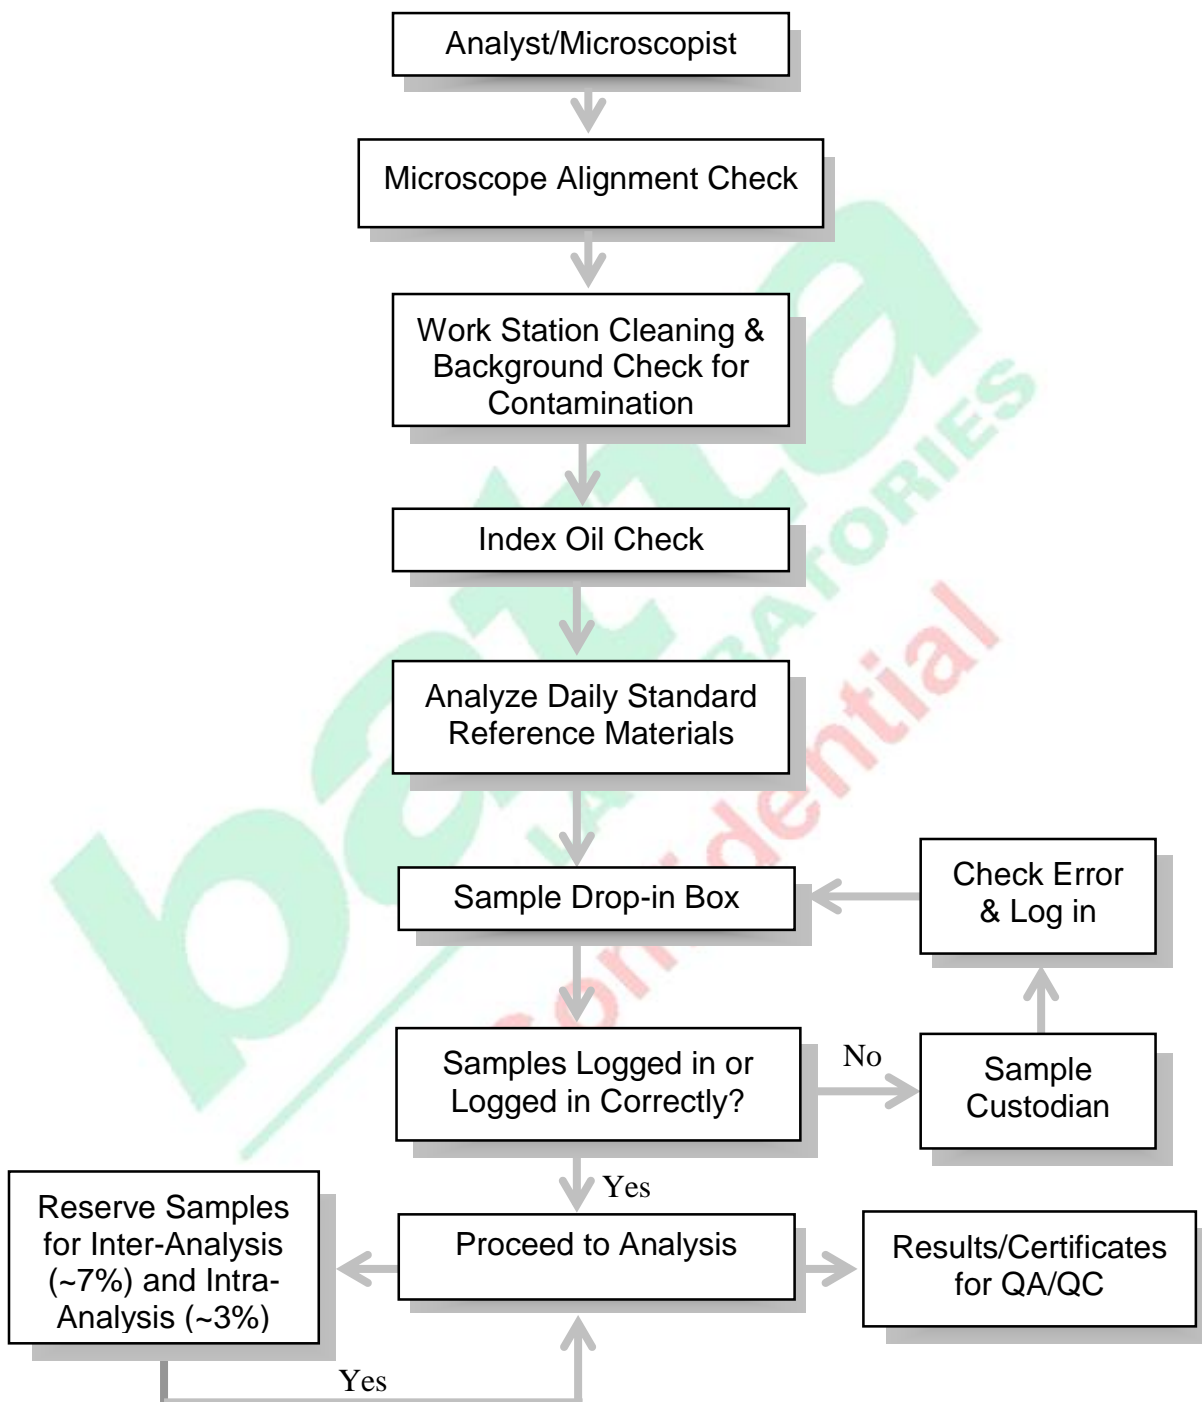 Analyst/Microscopist
Microscope Alignment Check
Work Station Cleaning &
Background Check for
Contamination
Index Oil Check
Analyze Daily Standard
Reference Materials
Sample Drop-in Box
Check Error
& Log in
Samples Logged in or
Logged in Correctly?
No
Sample
Custodian
Yes
Reserve Samples
for Inter-Analysis
(~7%) and Intra-
Analysis (~3%)
Proceed to Analysis
Results/Certificates
for QA/QC
Yes
batta
LABORATORIES
Confidential